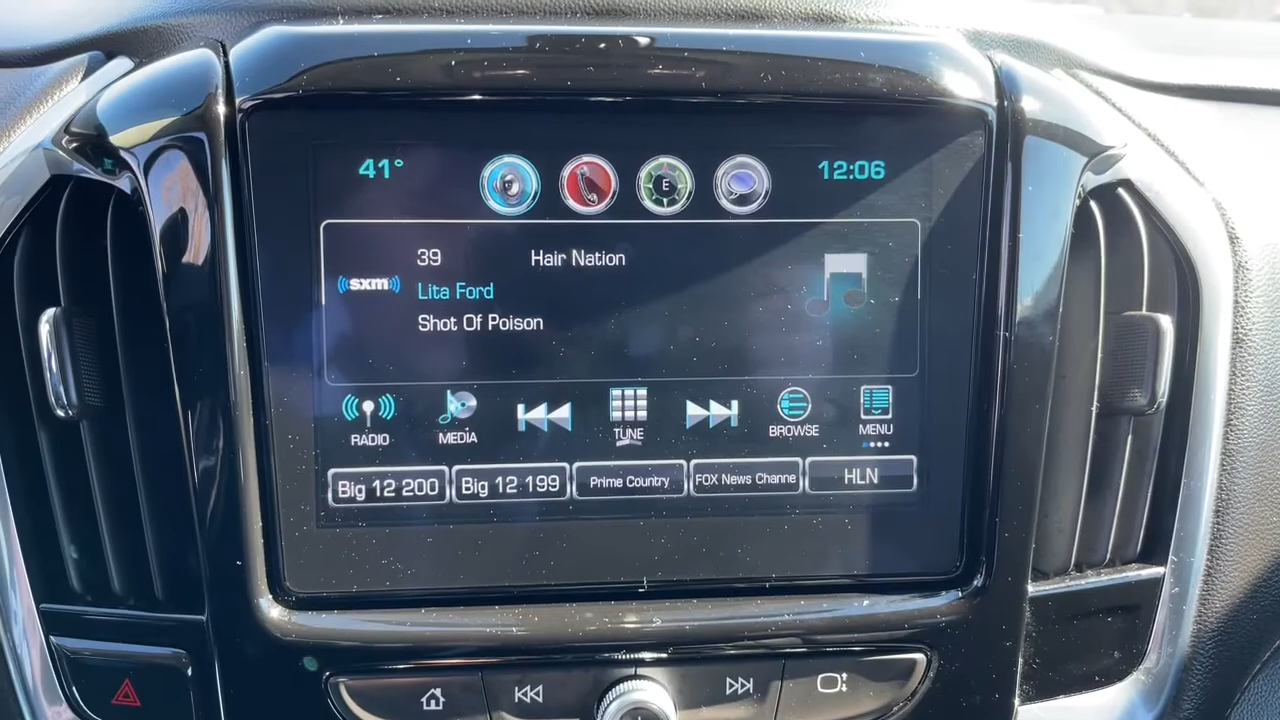 41°
E
12:06
39 Hair Nation
sxm
Lita Ford
Shot Of Poison
RADIO
MEDIA
TUNE
BROWSE
MENU
Big 12 200
Big 12 199
Prime Country
FOX News Channe
HLN